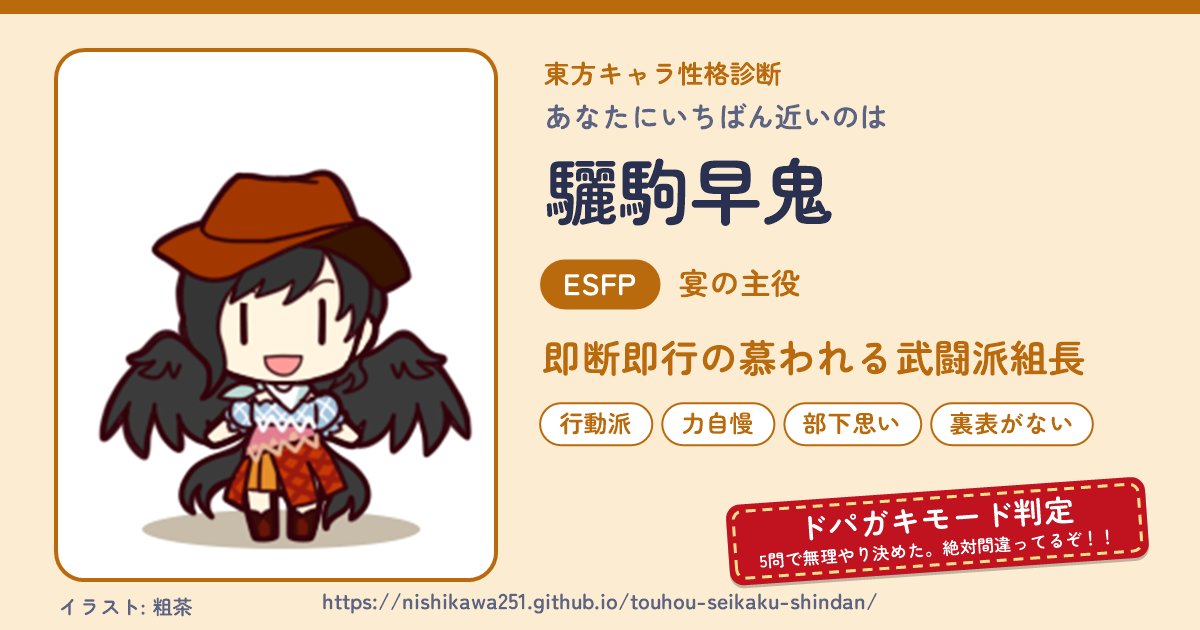 東方キャラ性格診断
あなたにいちばん近いのは
驪駒早鬼
ESFP 宴の主役
即断即行の慕われる武闘派組長
行動派 力自慢 部下思い 裏表がない
ドパガキモード判定
5問で無理やり決めた。絶対間違ってるぞ！！
イラスト: 粗茶
https://nishikawa251.github.io/touhou-seikaku-shindan/